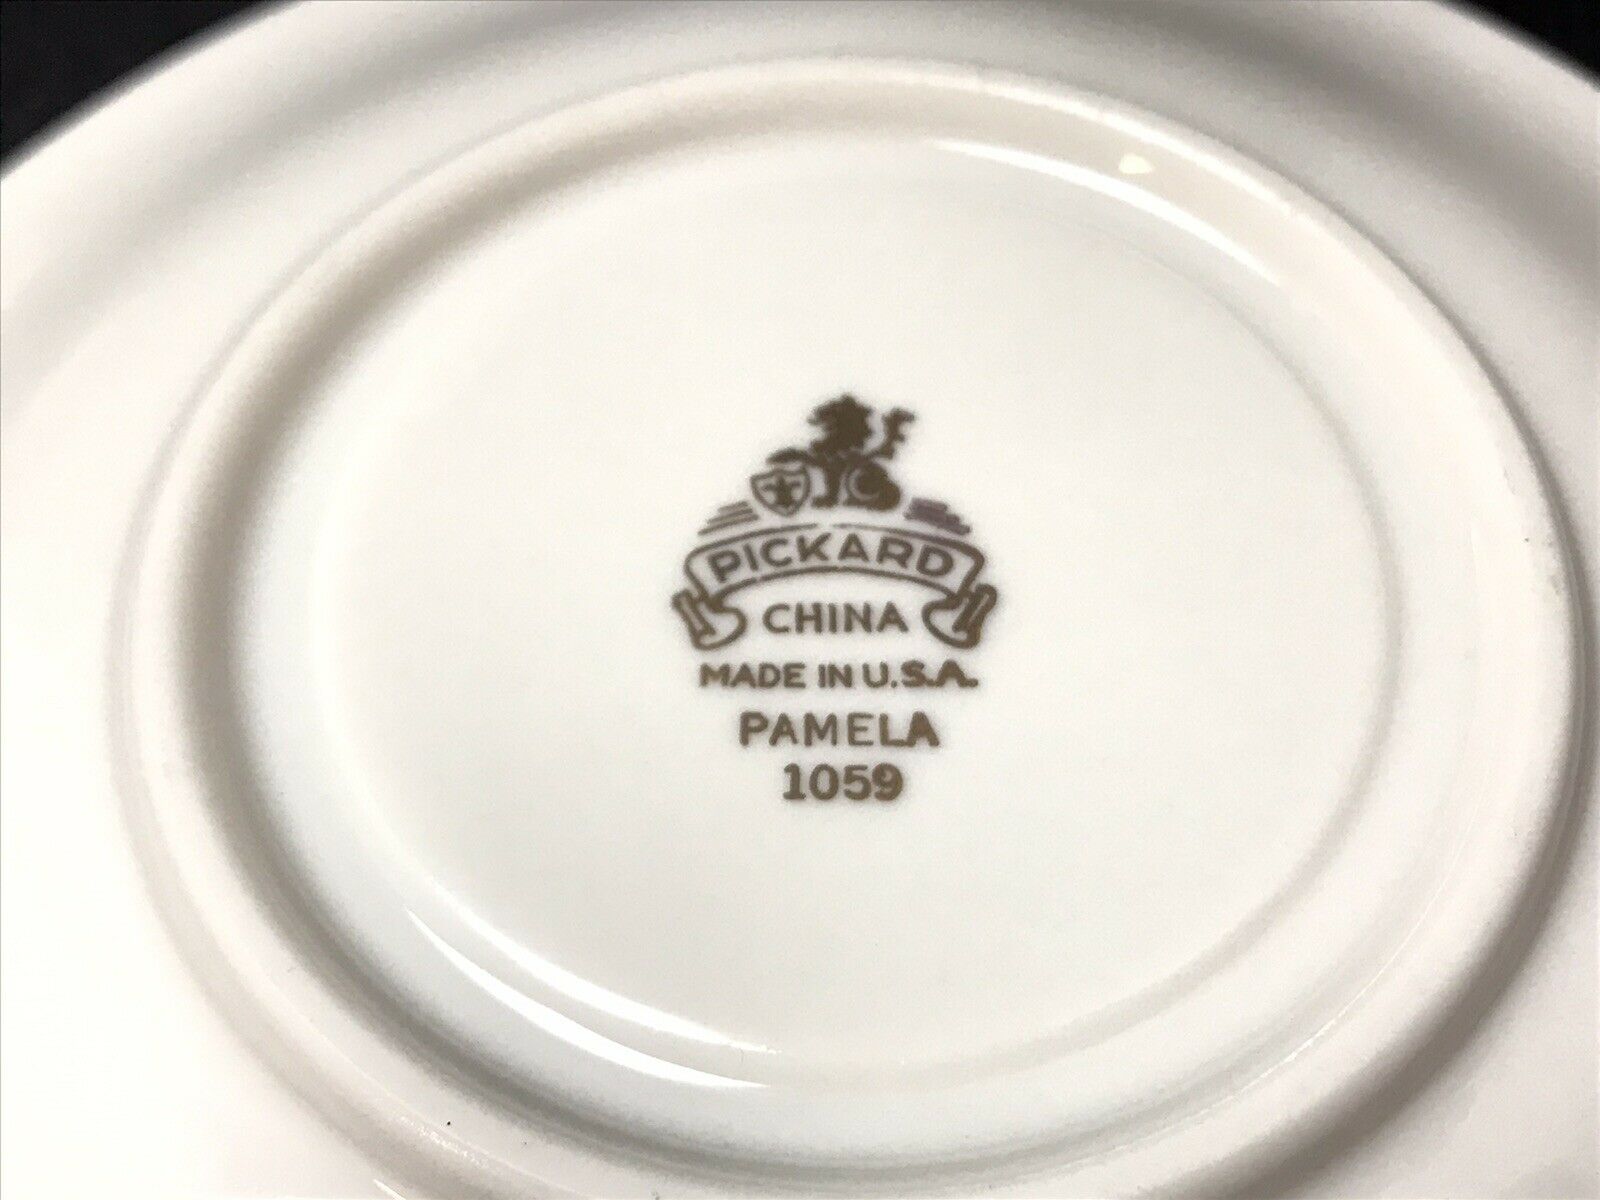 PICKARD
CHINA
MADE IN U.S.A.
PAMELA
1059